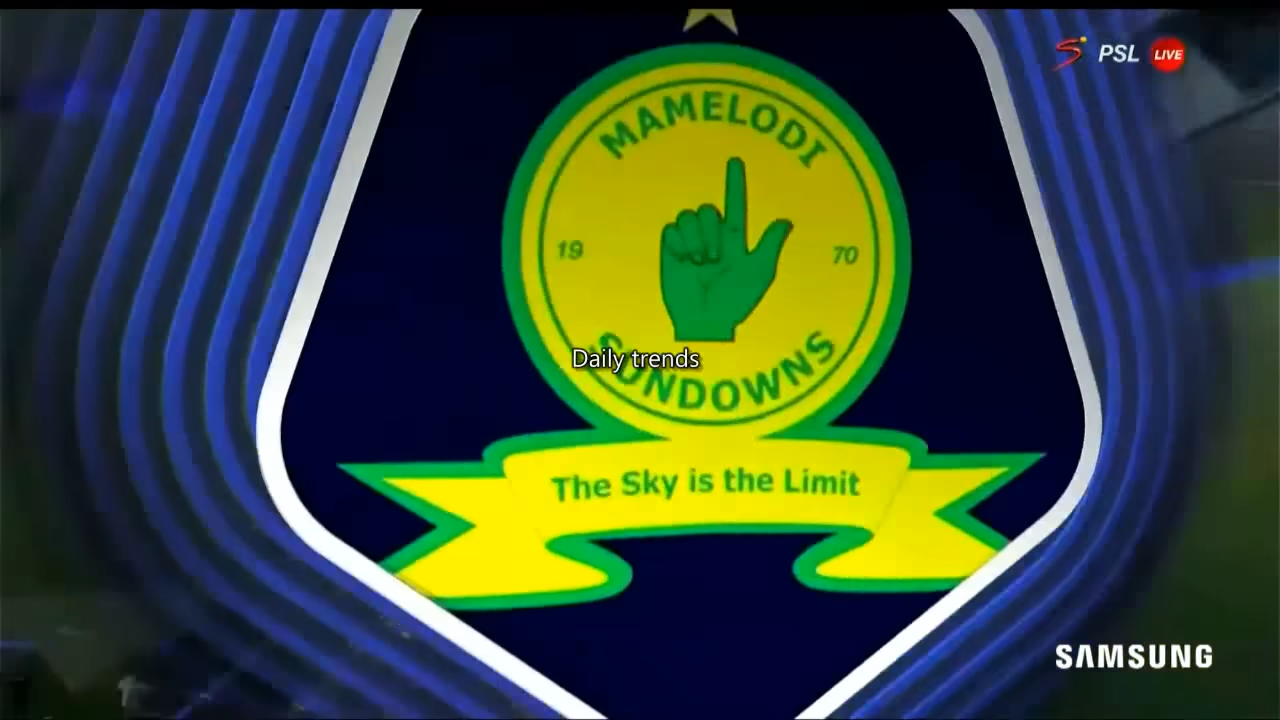 PSL LIVE
MAMELODI
19 70
Daily trends
SUNDOWNS
The Sky is the Limit
SAMSUNG